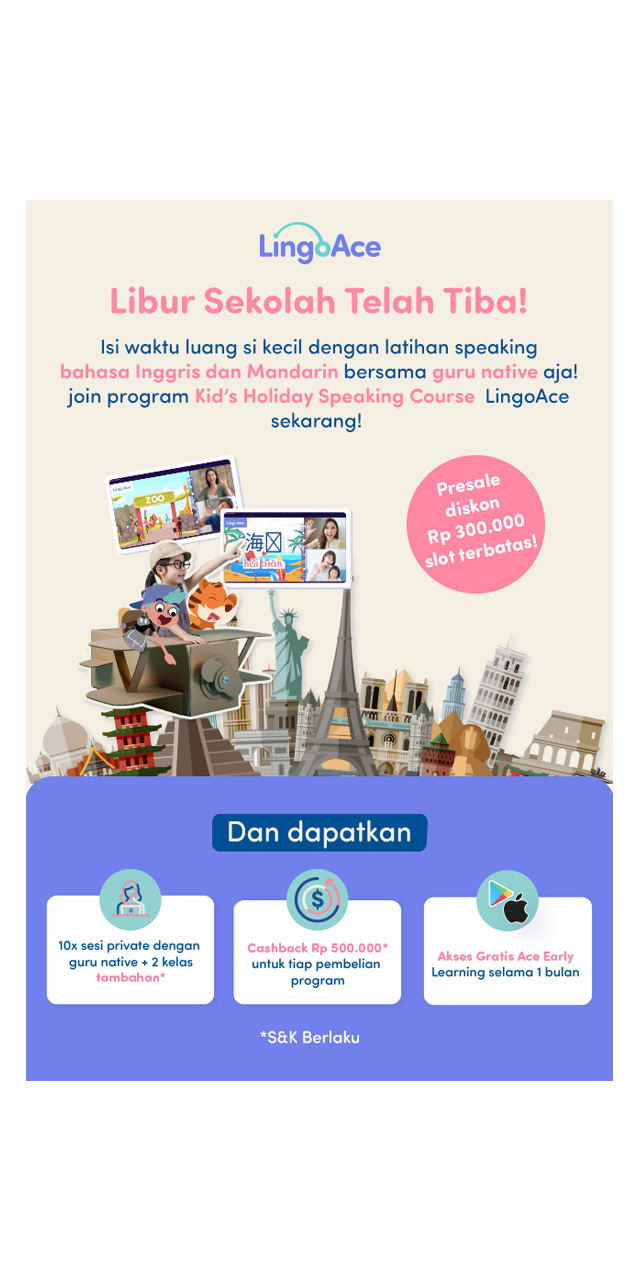 LingoAce
Libur Sekolah Telah Tiba!
Isi waktu luang si kecil dengan latihan speaking
bahasa Inggris dan Mandarin bersama guru native aja!
join program Kid's Holiday Speaking Course LingoAce
sekarang!
Presale
diskon
Rp 300.000
slot terbatas!
LingoAce
ZOO
LingoAce
海
hǎi biān
Dan dapatkan
10x sesi private dengan
guru native + 2 kelas
tambahan*
Cashback Rp 500.000*
untuk tiap pembelian
program
Akses Gratis Ace Early
Learning selama 1 bulan
*S&K Berlaku